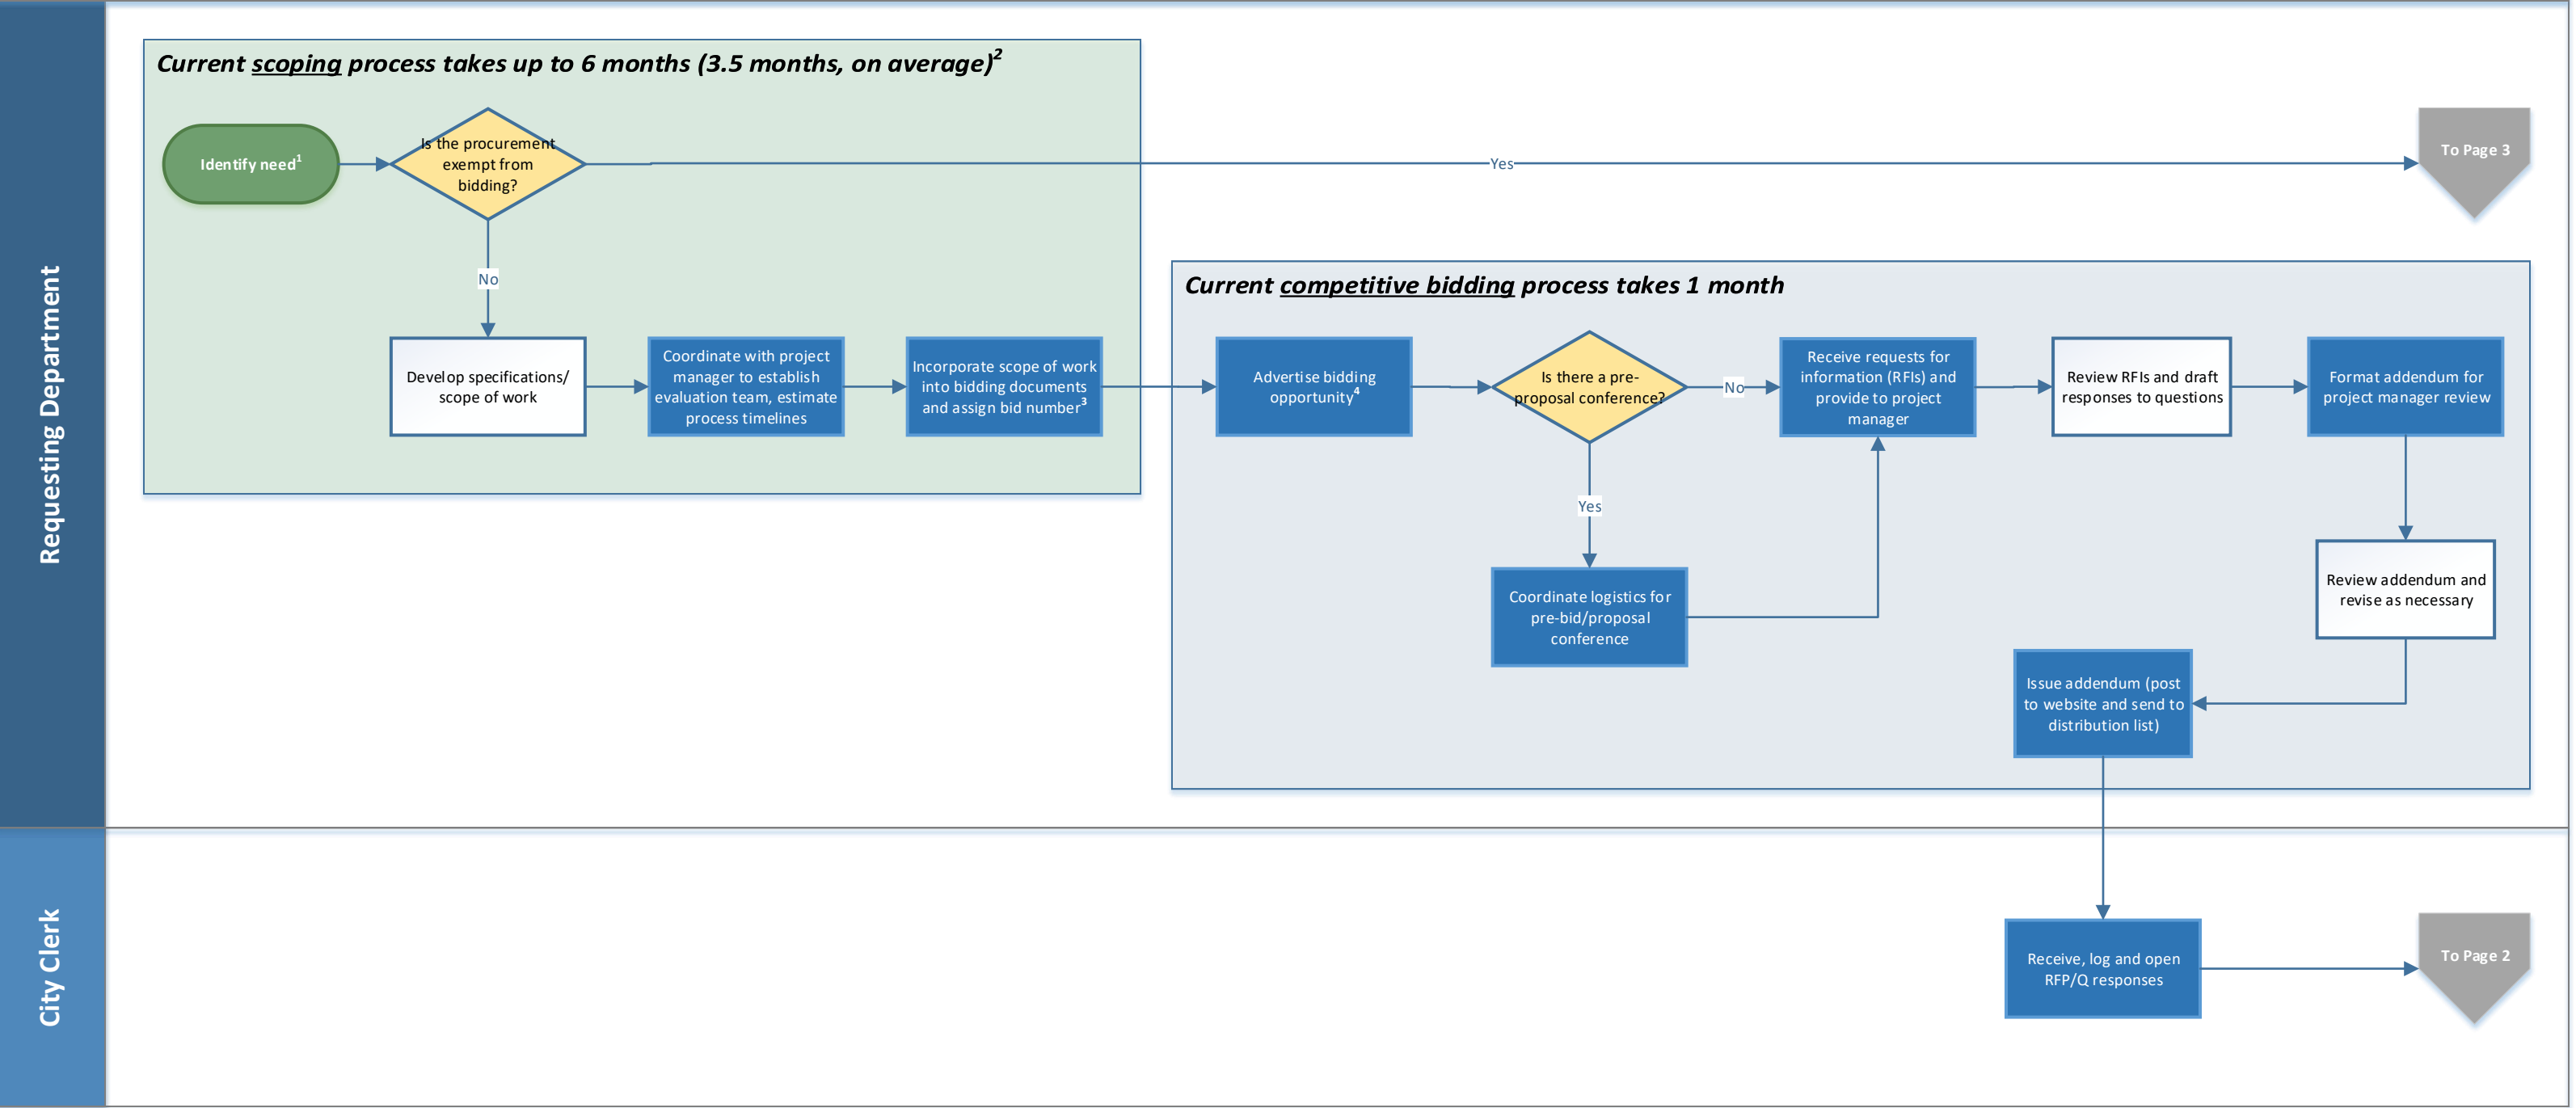 Requesting Department
Current scoping process takes up to 6 months (3.5 months, on average)2
Identify need1
Is the procurement
exempt from
bidding?
Yes
To Page 3
No
Develop specifications/
scope of work
Coordinate with project
manager to establish
evaluation team, estimate
process timelines
Incorporate scope of work
into bidding documents
and assign bid number3
Current competitive bidding process takes 1 month
Advertise bidding
opportunity4
Is there a pre-
proposal conference?
No
Receive requests for
information (RFIs) and
provide to project
manager
Review RFIs and draft
responses to questions
Format addendum for
project manager review
Yes
Coordinate logistics for
pre-bid/proposal
conference
Review addendum and
revise as necessary
Issue addendum (post
to website and send to
distribution list)
City Clerk
Receive, log and open
RFP/Q responses
To Page 2